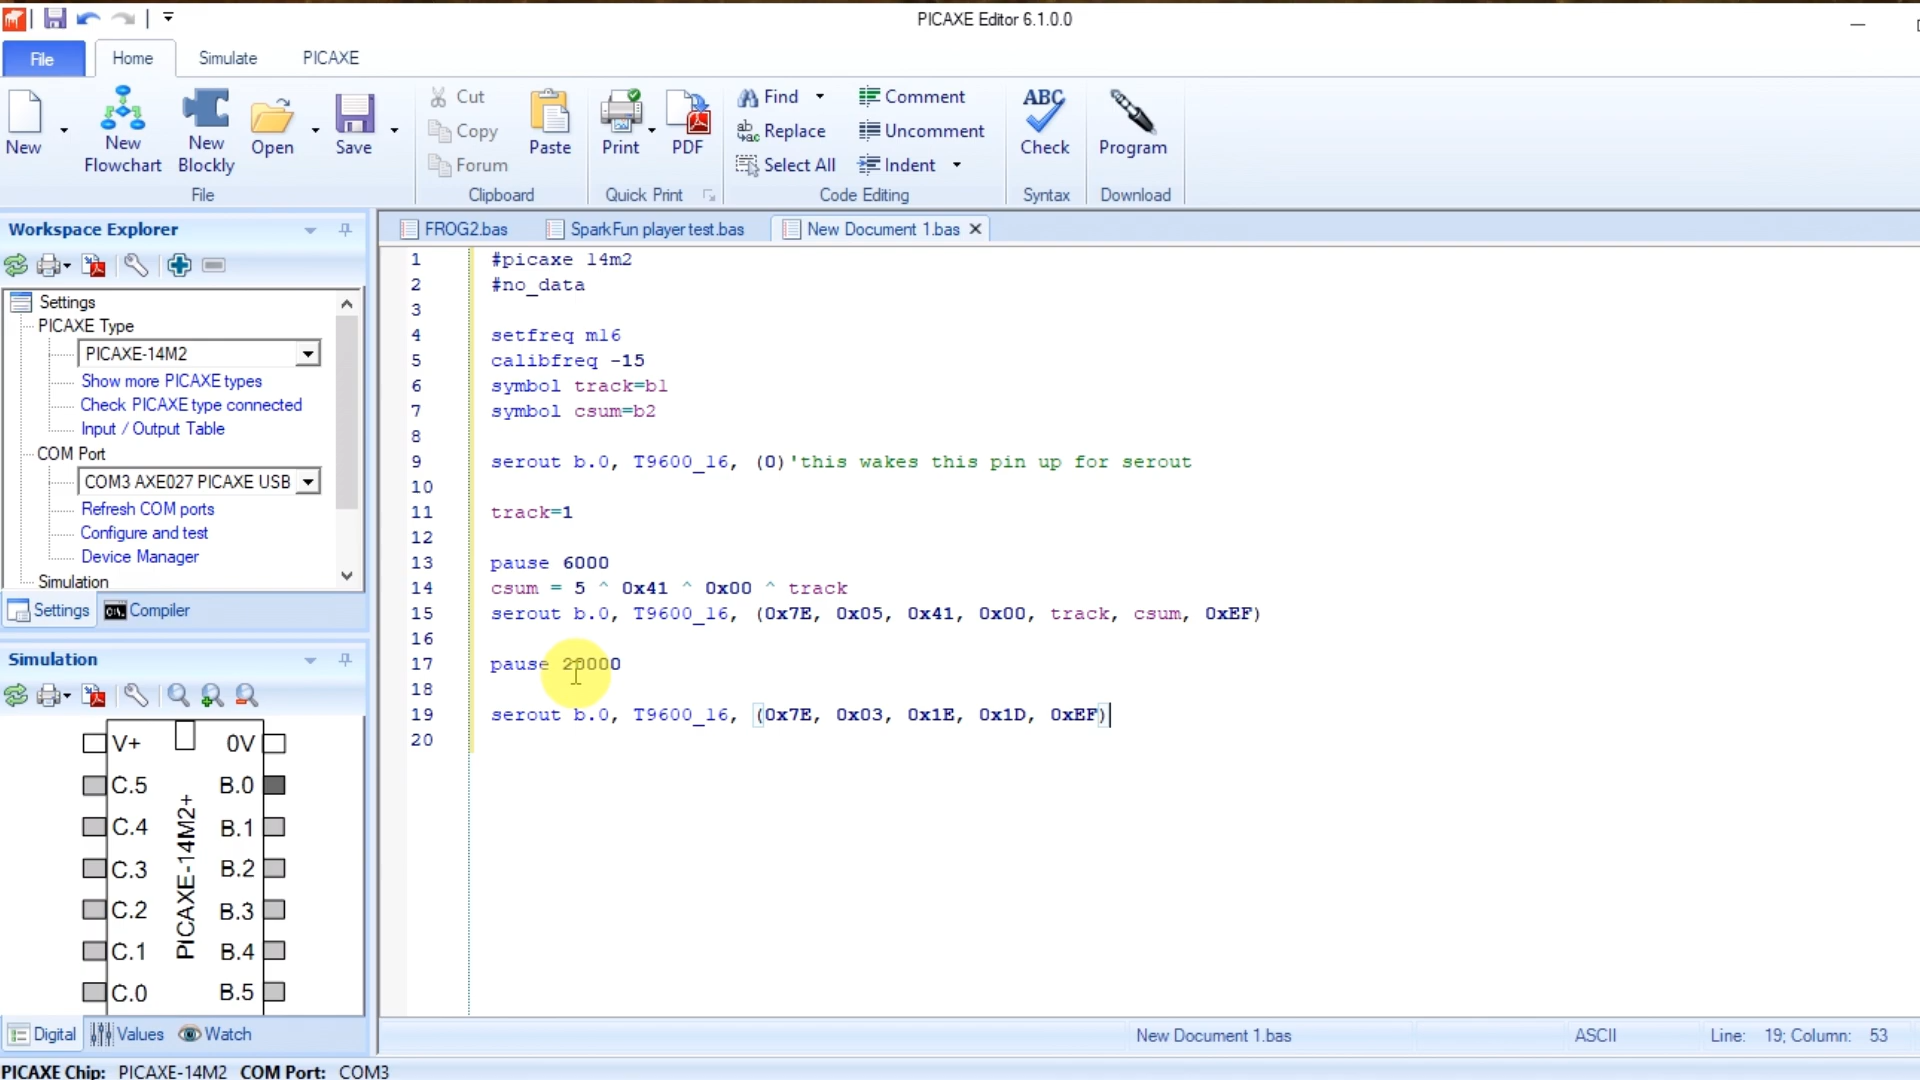 PICAXE Editor 6.1.0.0
File
Home
Simulate
PICAXE
New
New Flowchart
New Blockly
Open
Save
File
Cut
Copy
Forum
Paste
Clipboard
Print
PDF
Quick Print
Find
Replace
Select All
Comment
Uncomment
Indent
Code Editing
ABC
Check
Syntax
Program
Download
Workspace Explorer
Settings
PICAXE Type
PICAXE-14M2
Show more PICAXE types
Check PICAXE type connected
Input / Output Table
COM Port
COM3 AXE027 PICAXE USB
Refresh COM ports
Configure and test
Device Manager
Simulation
Settings
Compiler
Simulation
V+
0V
C.5
B.0
C.4
B.1
C.3
B.2
C.2
B.3
C.1
B.4
C.0
B.5
PICAXE-14M2+
Digital
Values
Watch
FROG2.bas
SparkFun player test.bas
New Document 1.bas
1 #picaxe 14m2
2 #no_data
3
4 setfreq m16
5 calibfreq -15
6 symbol track=b1
7 symbol csum=b2
8
9 serout b.0, T9600_16, (0)'this wakes this pin up for serout
10
11 track=1
12
13 pause 6000
14 csum = 5 ^ 0x41 ^ 0x00 ^ track
15 serout b.0, T9600_16, (0x7E, 0x05, 0x41, 0x00, track, csum, 0xEF)
16
17 pause 20000
18
19 serout b.0, T9600_16, (0x7E, 0x03, 0x1E, 0x1D, 0xEF)
20
New Document 1.bas
ASCII
Line: 19; Column: 53
PICAXE Chip: PICAXE-14M2 COM Port: COM3